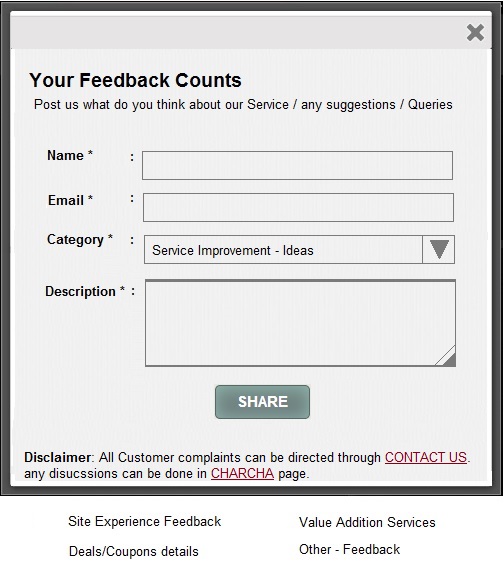 Your Feedback Counts
Post us what do you think about our Service / any suggestions / Queries
Name * :
Email * :
Category * : Service Improvement - Ideas
Description * :
SHARE
Disclaimer: All Customer complaints can be directed through CONTACT US.
any disucssions can be done in CHARCHA page.
Site Experience Feedback Value Addition Services
Deals/Coupons details Other - Feedback